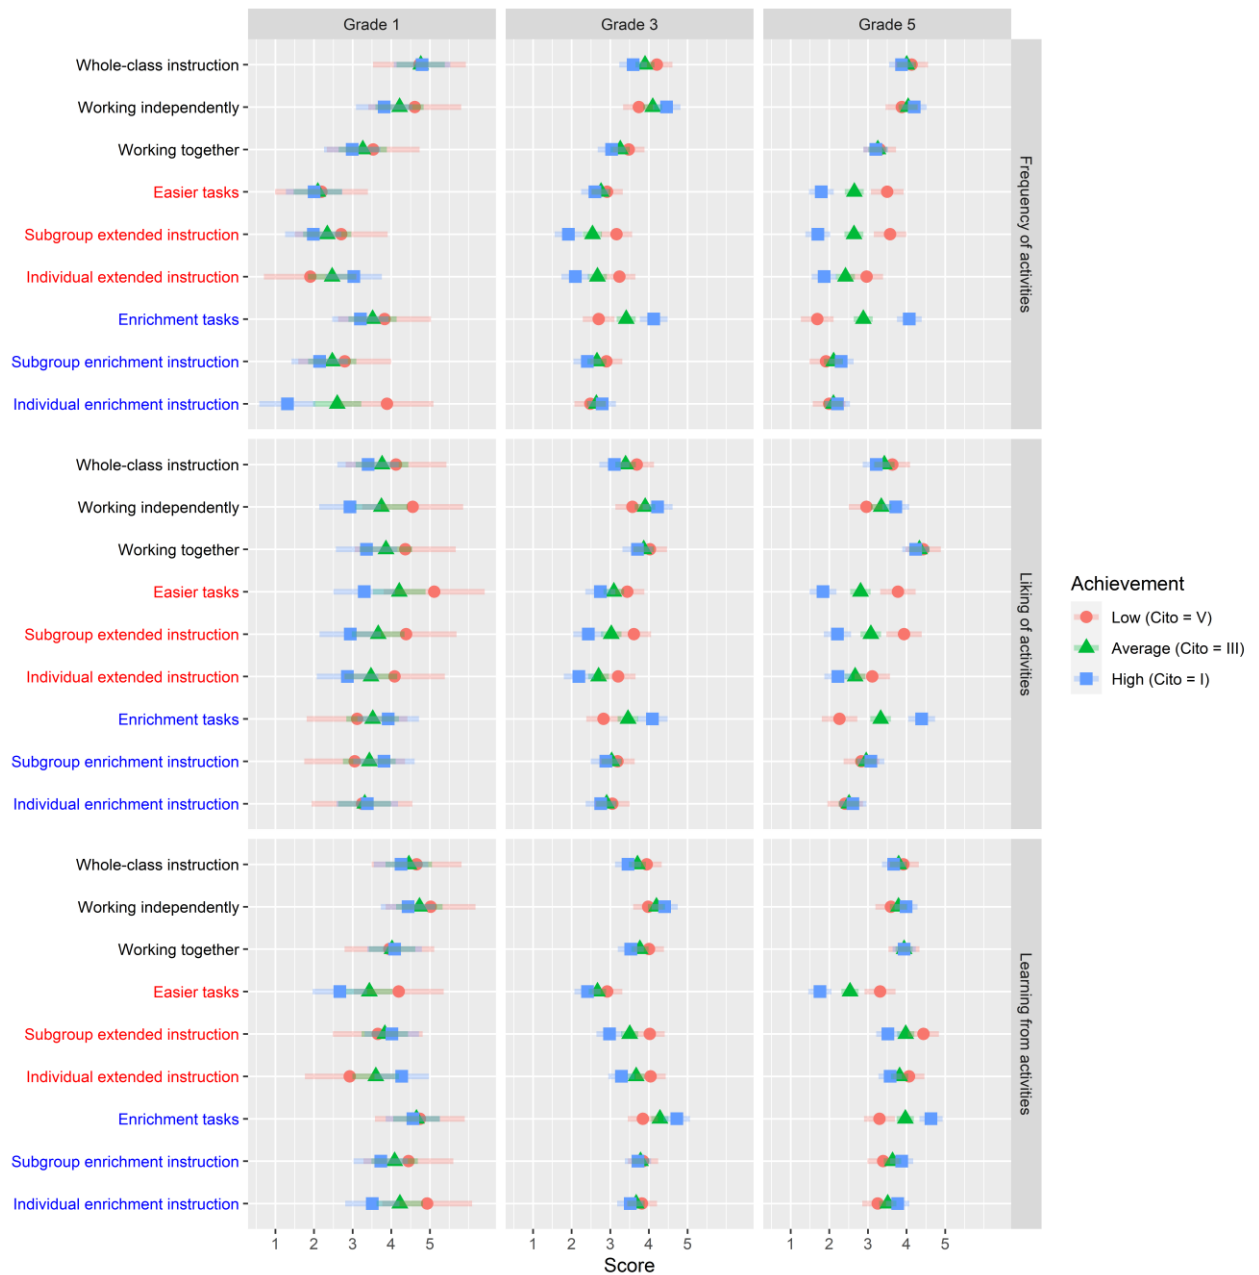 Grade 1 Grade 3 Grade 5
Whole-class instruction
Working independently
Working together
Easier tasks
Subgroup extended instruction
Individual extended instruction
Enrichment tasks
Subgroup enrichment instruction
Individual enrichment instruction
Frequency of activities
Whole-class instruction
Working independently
Working together
Easier tasks
Subgroup extended instruction
Individual extended instruction
Enrichment tasks
Subgroup enrichment instruction
Individual enrichment instruction
Liking of activities
Whole-class instruction
Working independently
Working together
Easier tasks
Subgroup extended instruction
Individual extended instruction
Enrichment tasks
Subgroup enrichment instruction
Individual enrichment instruction
Learning from activities
1 2 3 4 5 1 2 3 4 5 1 2 3 4 5
Score
Achievement
Low (Cito = V)
Average (Cito = III)
High (Cito = I)